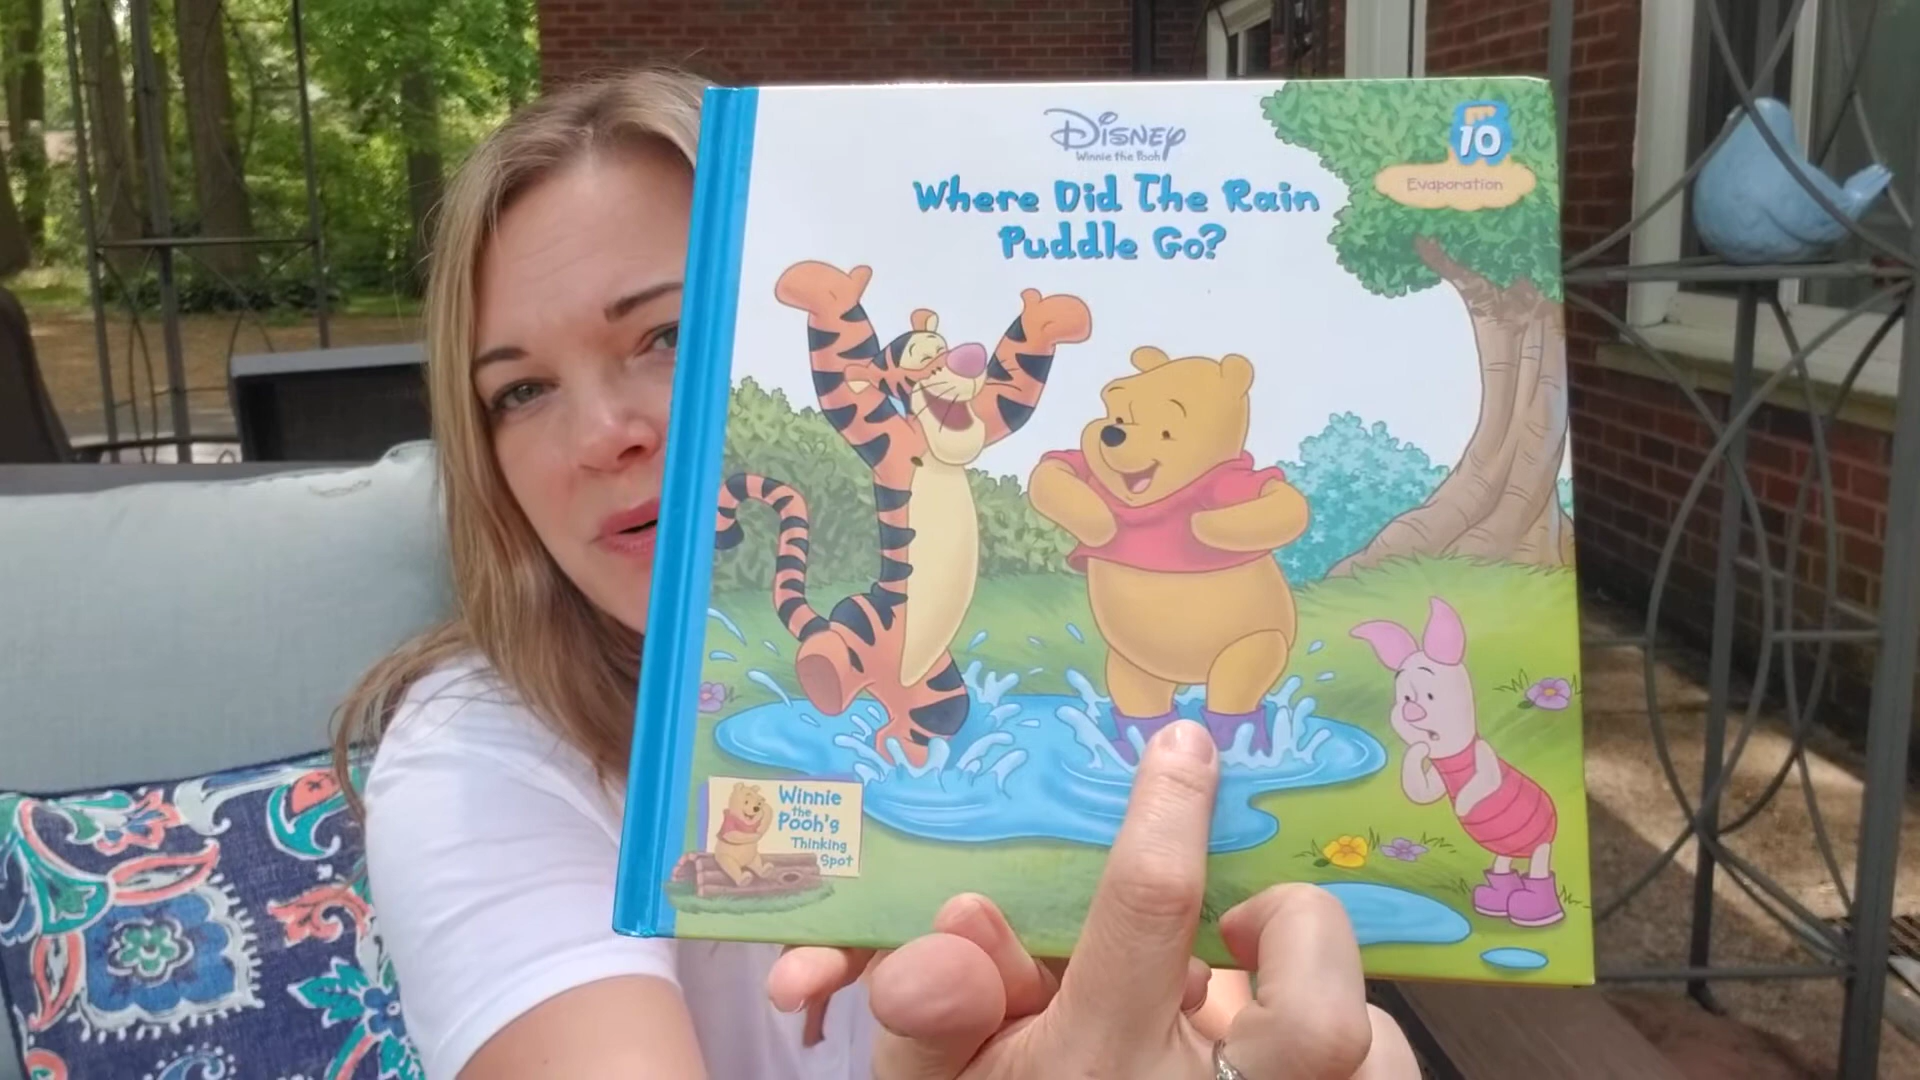 Disney
Winnie the Pooh
Where Did The Rain
Puddle Go?
10
Evaporation
Winnie
the
Pooh's
Thinking
Spot